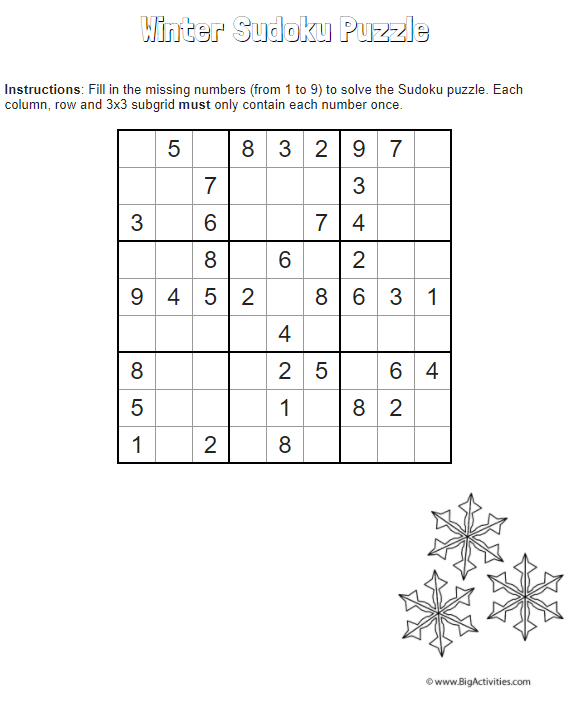 Winter Sudoku Puzzle
Instructions: Fill in the missing numbers (from 1 to 9) to solve the Sudoku puzzle. Each
column, row and 3x3 subgrid must only contain each number once.
5 8 3 2 9 7
7 3
3 6 7 4
8 6 2
9 4 5 2 8 6 3 1
4
8 2 5 6 4
5 1 8 2
1 2 8
© www.BigActivities.com